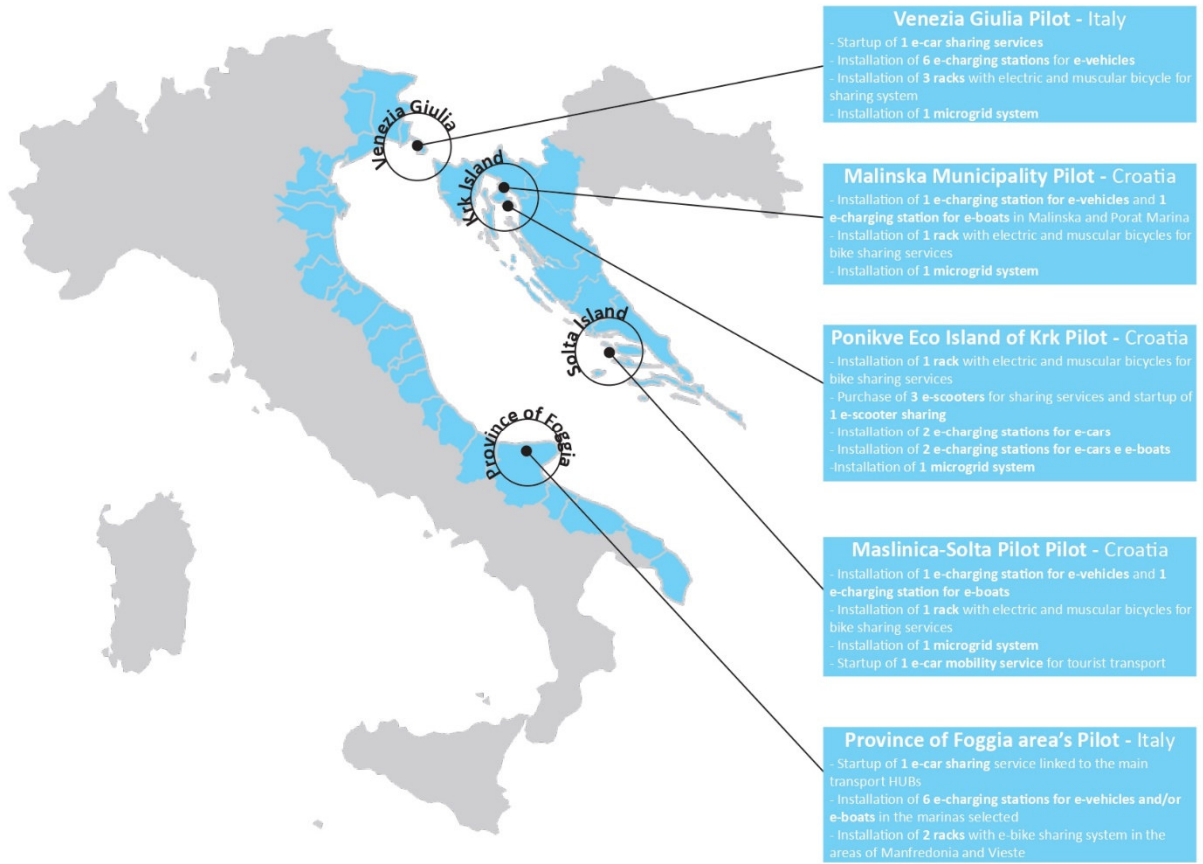 Venezia Giulia Pilot - Italy
- Startup of 1 e-car sharing services
- Installation of 6 e-charging stations for e-vehicles
- Installation of 3 racks with electric and muscular bicycle for
sharing system
- Installation of 1 microgrid system
Venezia Giulia
Krk Island
Malinska Municipality Pilot - Croatia
- Installation of 1 e-charging station for e-vehicles and 1
e-charging station for e-boats in Malinska and Porat Marina
- Installation of 1 rack with electric and muscular bicycles for
bike sharing services
- Installation of 1 microgrid system
Solta Island
Ponikve Eco Island of Krk Pilot - Croatia
- Installation of 1 rack with electric and muscular bicycles for
bike sharing services
- Purchase of 3 e-scooters for sharing services and startup of
1 e-scooter sharing
- Installation of 2 e-charging stations for e-cars
- Installation of 2 e-charging stations for e-cars e e-boats
-Installation of 1 microgrid system
Province of Foggia
Maslinica-Solta Pilot Pilot - Croatia
- Installation of 1 e-charging station for e-vehicles and 1
e-charging station for e-boats
- Installation of 1 rack with electric and muscular bicycles for
bike sharing services
- Installation of 1 microgrid system
- Startup of 1 e-car mobility service for tourist transport
Province of Foggia area's Pilot - Italy
- Startup of 1 e-car sharing service linked to the main
transport HUBs
- Installation of 6 e-charging stations for e-vehicles and/or
e-boats in the marinas selected
- Installation of 2 racks with e-bike sharing system in the
areas of Manfredonia and Vieste